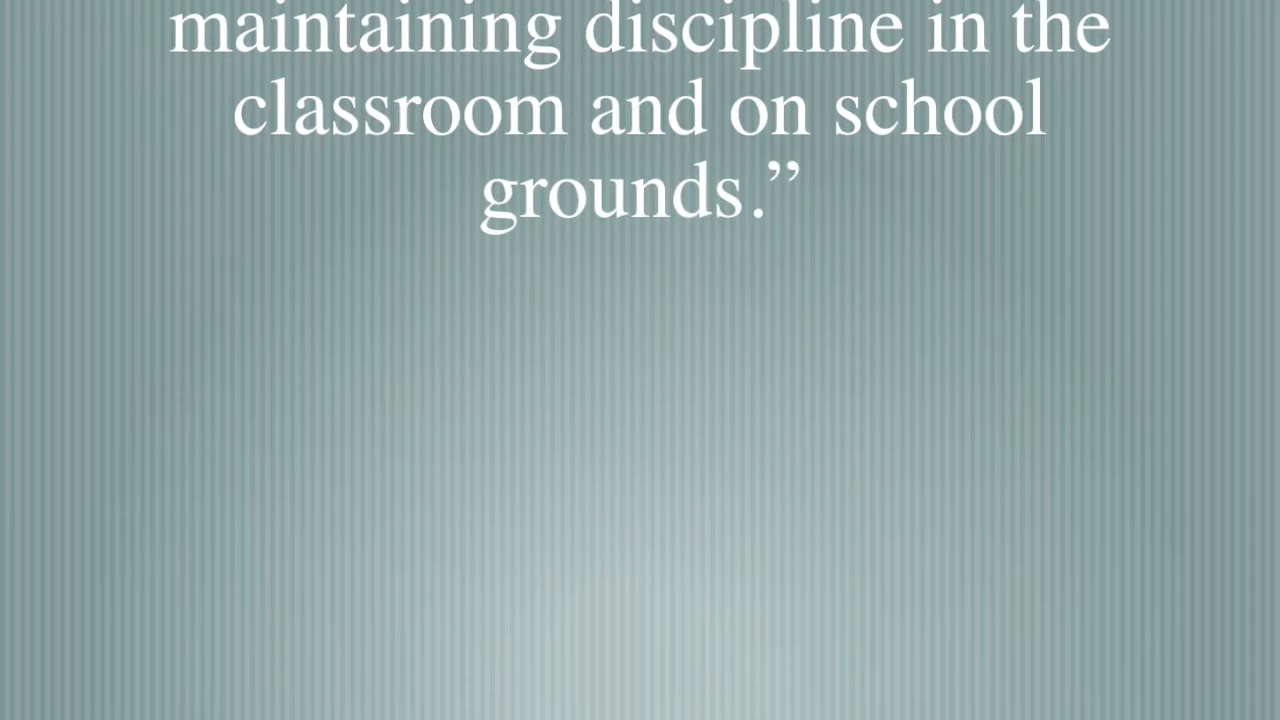 maintaining discipline in the
classroom and on school
grounds.”